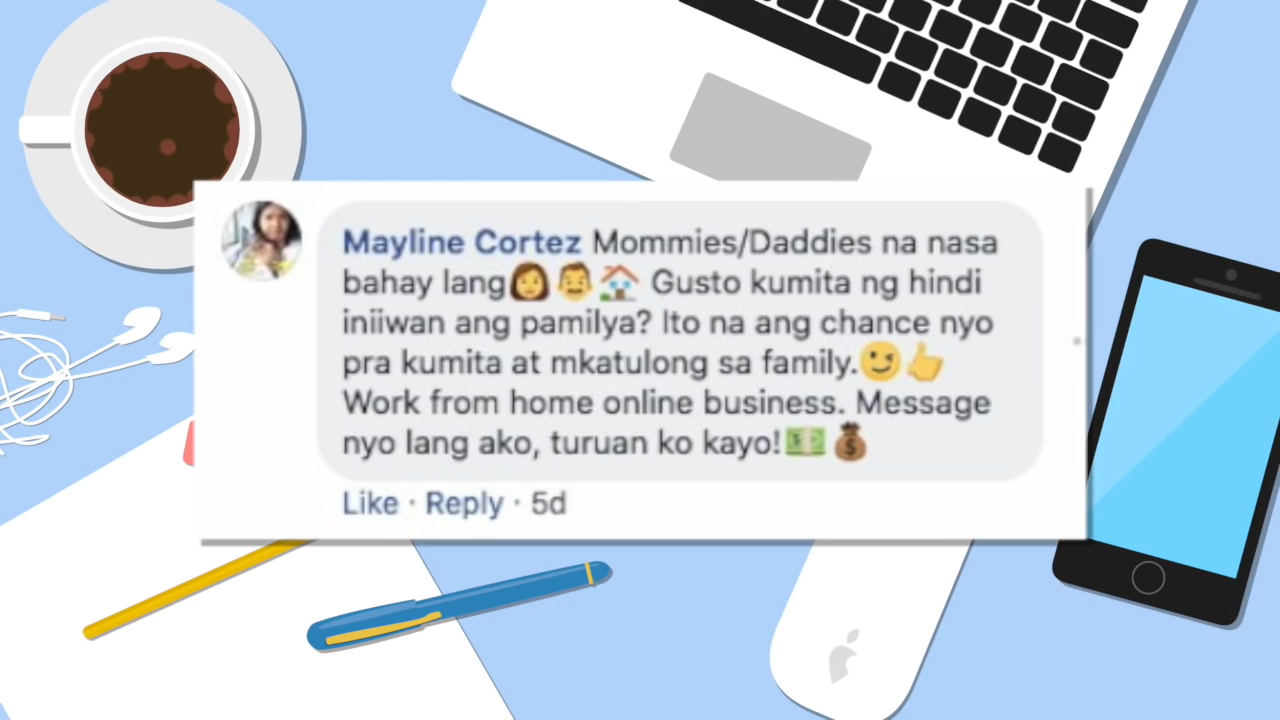 Mayline Cortez Mommies/Daddies na nasa
bahay lang👩👨🏡 Gusto kumita ng hindi
iniiwan ang pamilya? Ito na ang chance nyo
pra kumita at mkatulong sa family.😉👍
Work from home online business. Message
nyo lang ako, turuan ko kayo!💵💰
Like · Reply · 5d